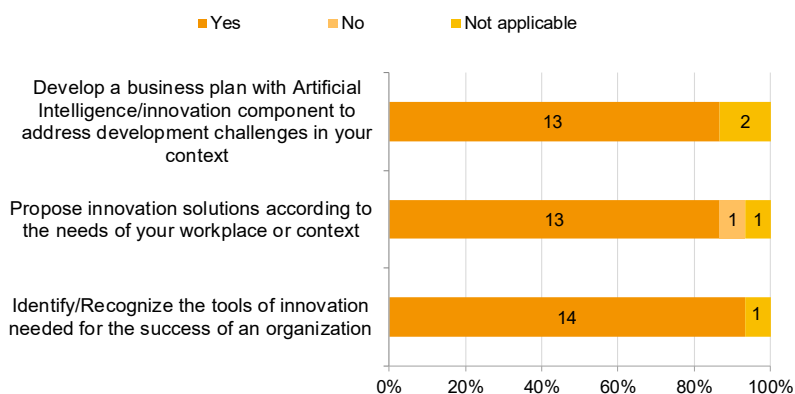 Yes No Not applicable
Develop a business plan with Artificial
Intelligence/innovation component to
address development challenges in your
context
13 2
Propose innovation solutions according to
the needs of your workplace or context
13 1 1
Identify/Recognize the tools of innovation
needed for the success of an organization
14 1
0% 20% 40% 60% 80% 100%